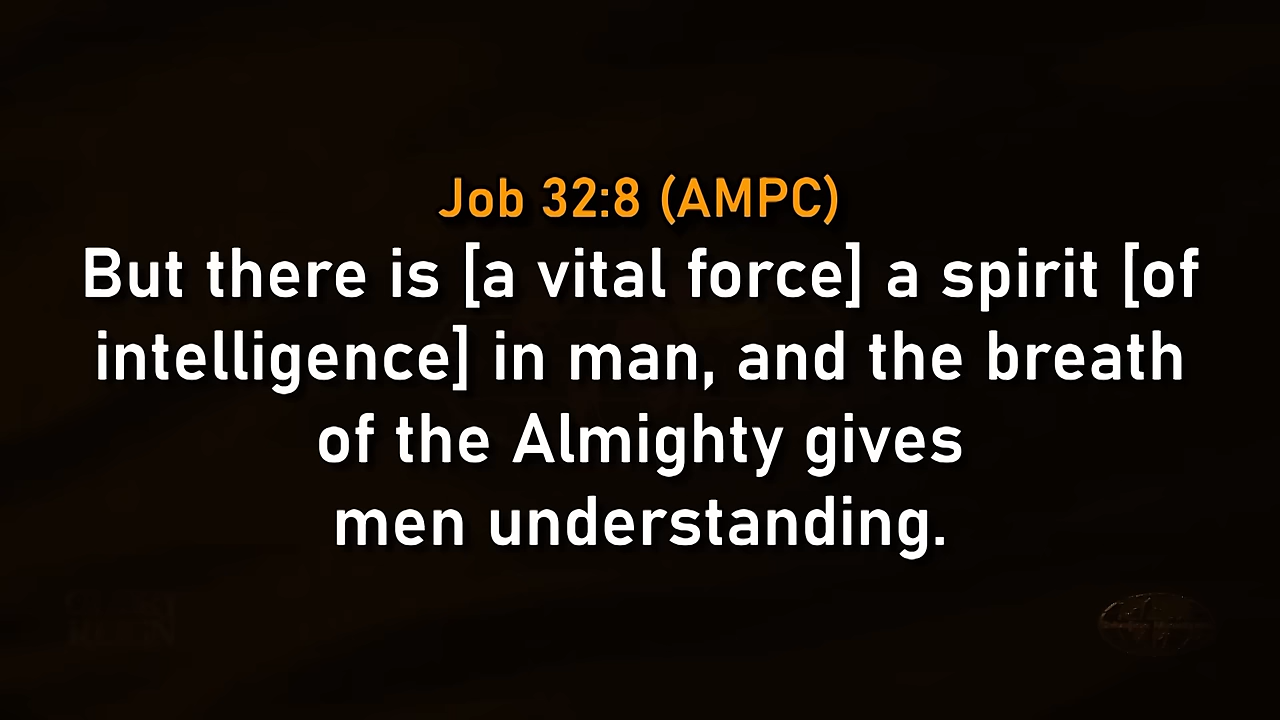 Job 32:8 (AMPC)
But there is [a vital force] a spirit [of
intelligence] in man, and the breath
of the Almighty gives
men understanding.